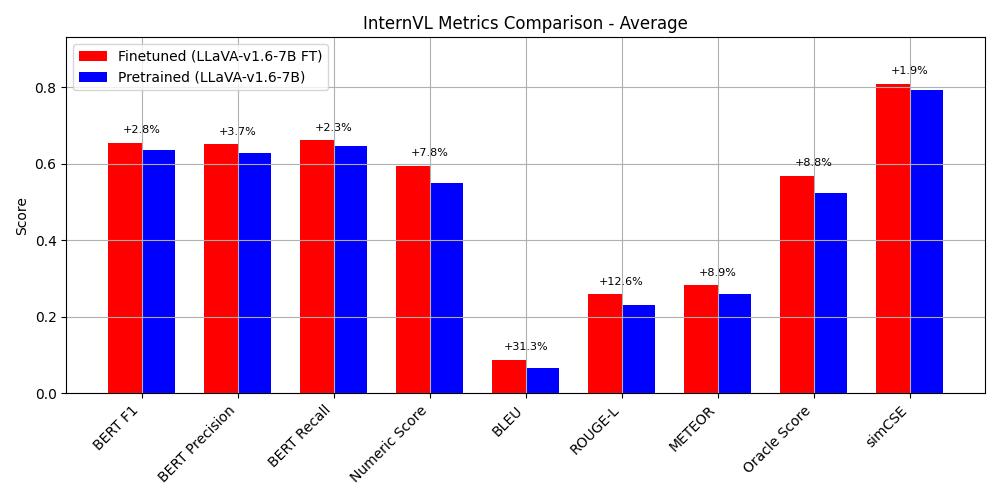 InternVL Metrics Comparison - Average
Finetuned (LLaVA-v1.6-7B FT)
Pretrained (LLaVA-v1.6-7B)
Score
0.8
0.6
0.4
0.2
0.0
+2.8%
+3.7%
+2.3%
+7.8%
+31.3%
+12.6%
+8.9%
+8.8%
+1.9%
BERT F1
BERT Precision
BERT Recall
Numeric Score
BLEU
ROUGE-L
METEOR
Oracle Score
simCSE